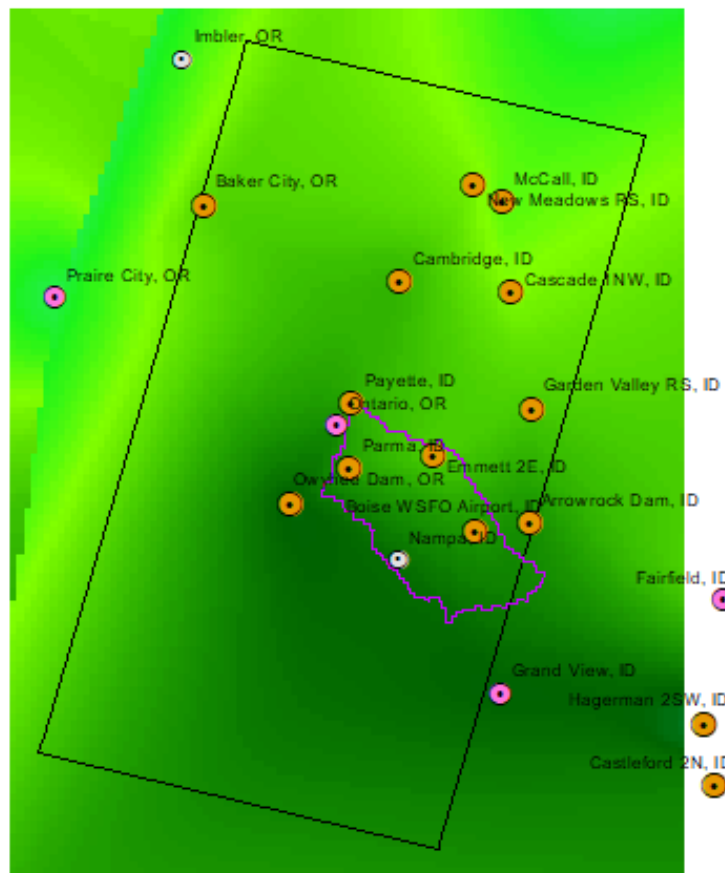 Imbler, OR
Baker City, OR
McCall, ID
New Meadows RS, ID
Praire City, OR
Cambridge, ID
Cascade 1NW, ID
Payette, ID
Garden Valley RS, ID
Ontario, OR
Parma, ID
Emmett 2E, ID
Owyhee Dam, OR
Boise WSFO Airport, ID
Arrowrock Dam, ID
Nampa, ID
Fairfield, ID
Grand View, ID
Hagerman 2SW, ID
Castleford 2N, ID